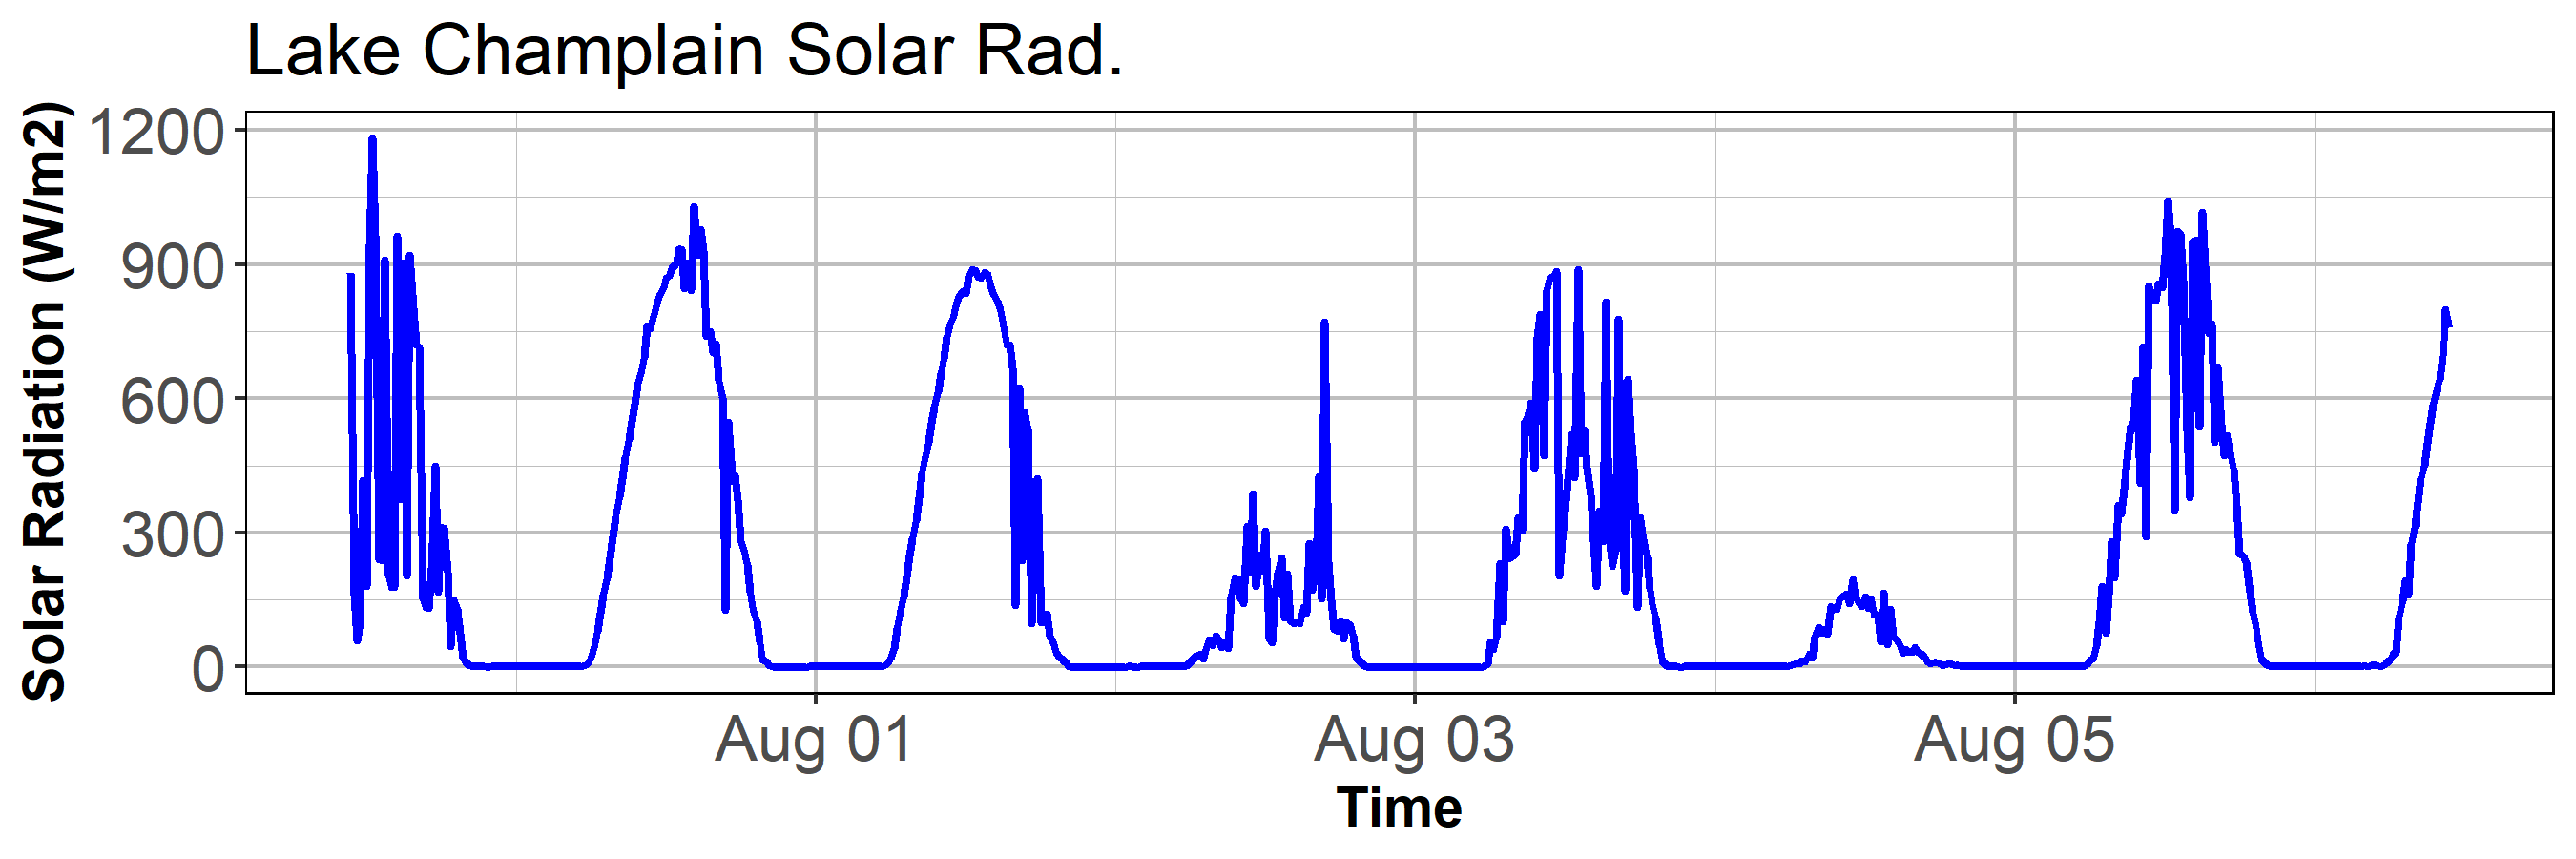 Lake Champlain Solar Rad.
Solar Radiation (W/m2)
1200
900
600
300
0
Aug 01
Aug 03
Aug 05
Time